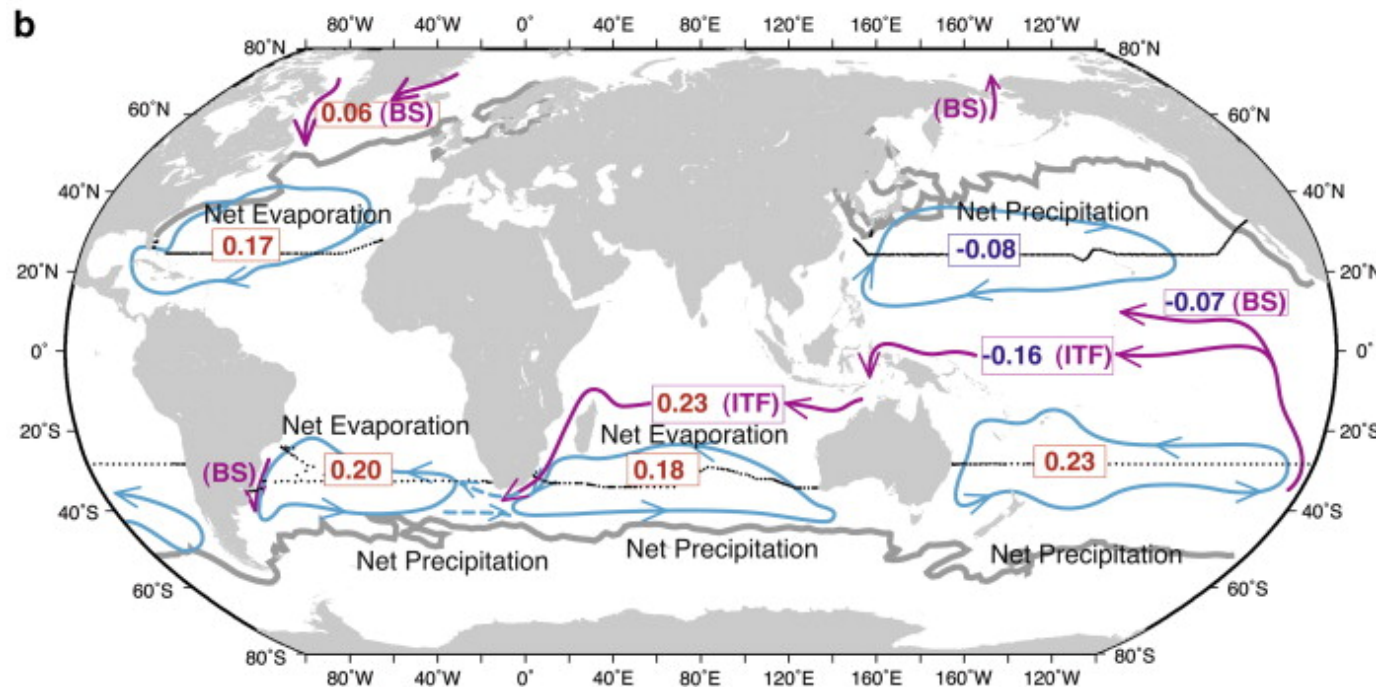 b
80°W 40°W 0° 40°E 80°E 120°E 160°E 160°W 120°W
80°N 80°N
60°N 0.06 (BS) (BS) 60°N
40°N 40°N
Net Evaporation Net Precipitation
0.17 -0.08
20°N 20°N
-0.07 (BS)
0° -0.16 (ITF) 0°
0.23 (ITF)
20°S Net Evaporation Net Evaporation 20°S
(BS) 0.20 0.18 0.23
40°S 40°S
Net Precipitation Net Precipitation Net Precipitation
60°S 60°S
80°S 80°S
80°W 40°W 0° 40°E 80°E 120°E 160°E 160°W 120°W